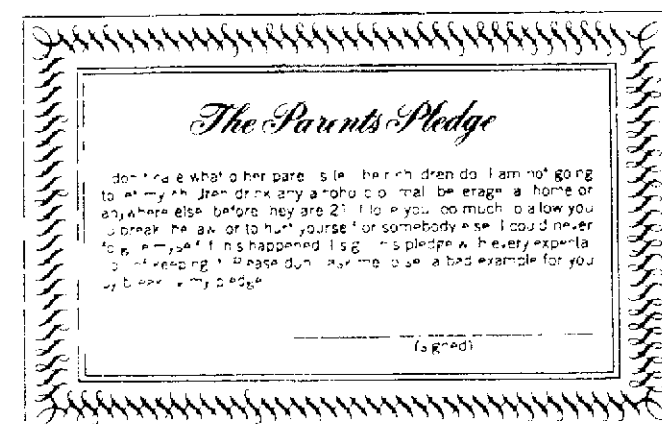 The Parents Pledge
don't care what other parents let their children do I am not going
to let my children drink any alcohol or malt beverage at home or
anywhere else before they are 21 I love you too much to allow you
to break the law or to hurt yourself or somebody else I could never
forgive myself if this happened I sign this pledge with every expecta
of keeping it Please don't ask me to set a bad example for you
by breaking my pledge
(signed)